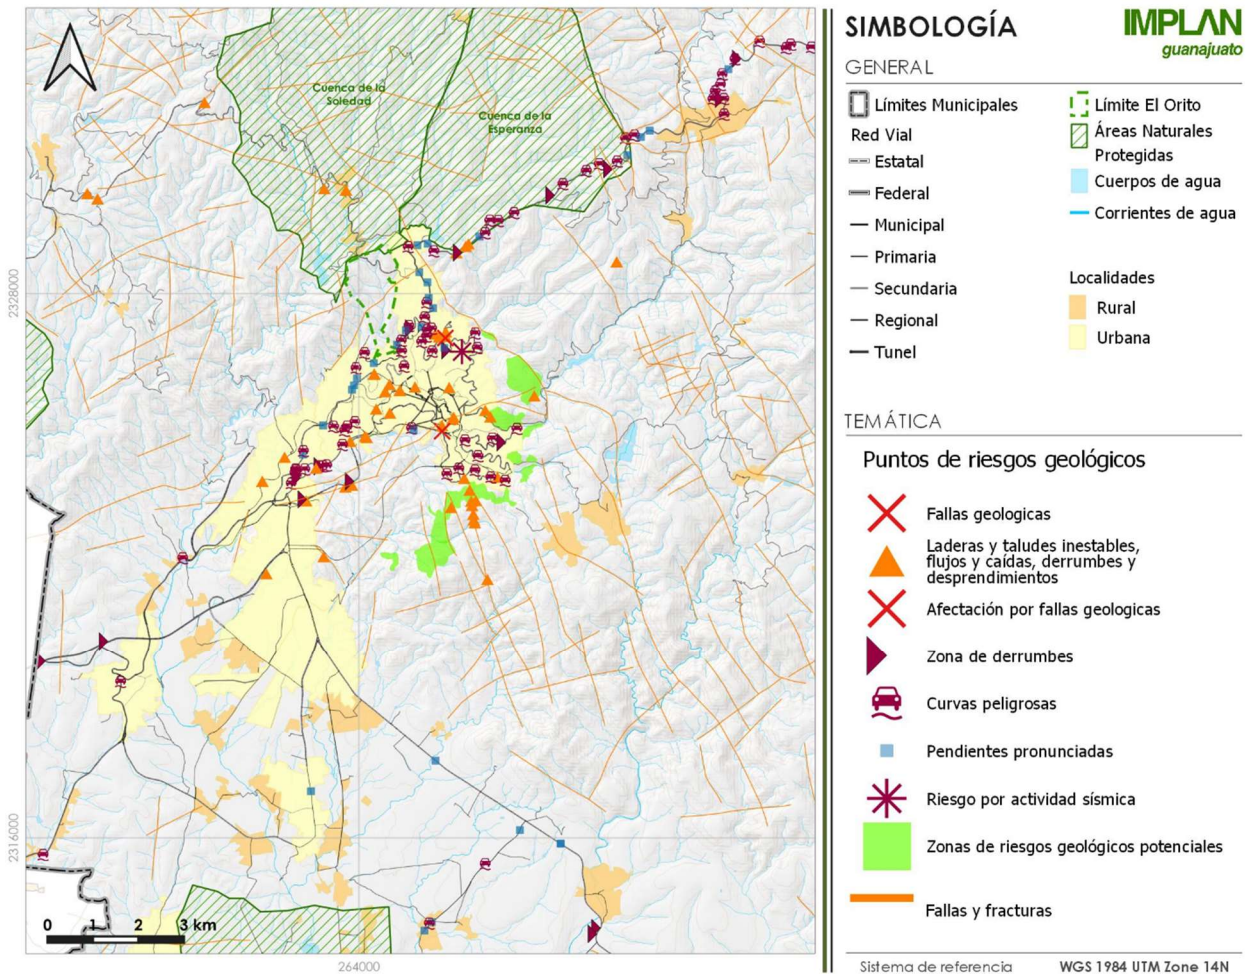 Cuenca de la
Soledad
Cuenca de la
Esperanza
2328000
2316000
264000
0 1 2 3 km
SIMBOLOGÍA
IMPLAN
guanajuato
GENERAL
Límites Municipales
Red Vial
Estatal
Federal
Municipal
Primaria
Secundaria
Regional
Tunel
Límite El Orito
Áreas Naturales
Protegidas
Cuerpos de agua
Corrientes de agua
Localidades
Rural
Urbana
TEMÁTICA
Puntos de riesgos geológicos
Fallas geologicas
Laderas y taludes inestables,
flujos y caídas, derrumbes y
desprendimientos
Afectación por fallas geologicas
Zona de derrumbes
Curvas peligrosas
Pendientes pronunciadas
Riesgo por actividad sísmica
Zonas de riesgos geológicos potenciales
Fallas y fracturas
Sistema de referencia WGS 1984 UTM Zone 14N